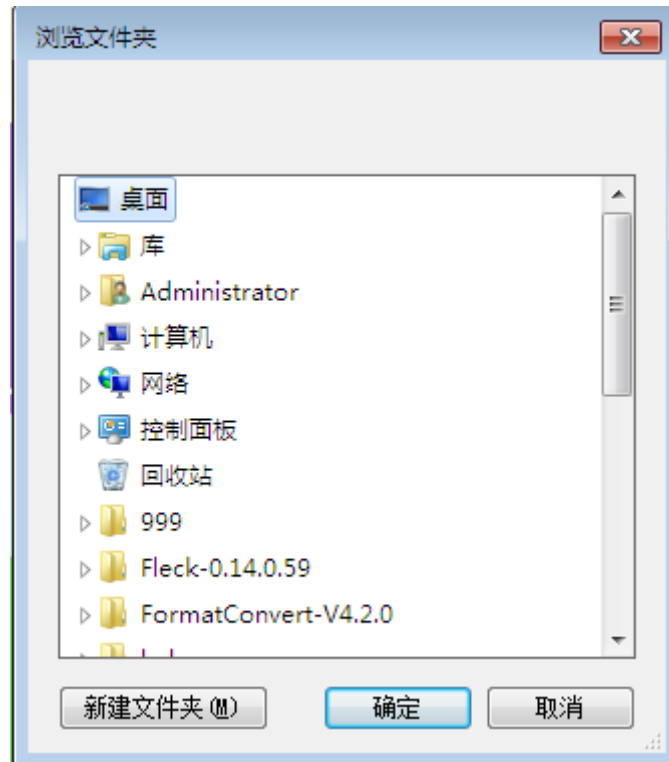 浏览文件夹
桌面
库
Administrator
计算机
网络
控制面板
回收站
999
Fleck-0.14.0.59
FormatConvert-V4.2.0
新建文件夹(M)
确定
取消